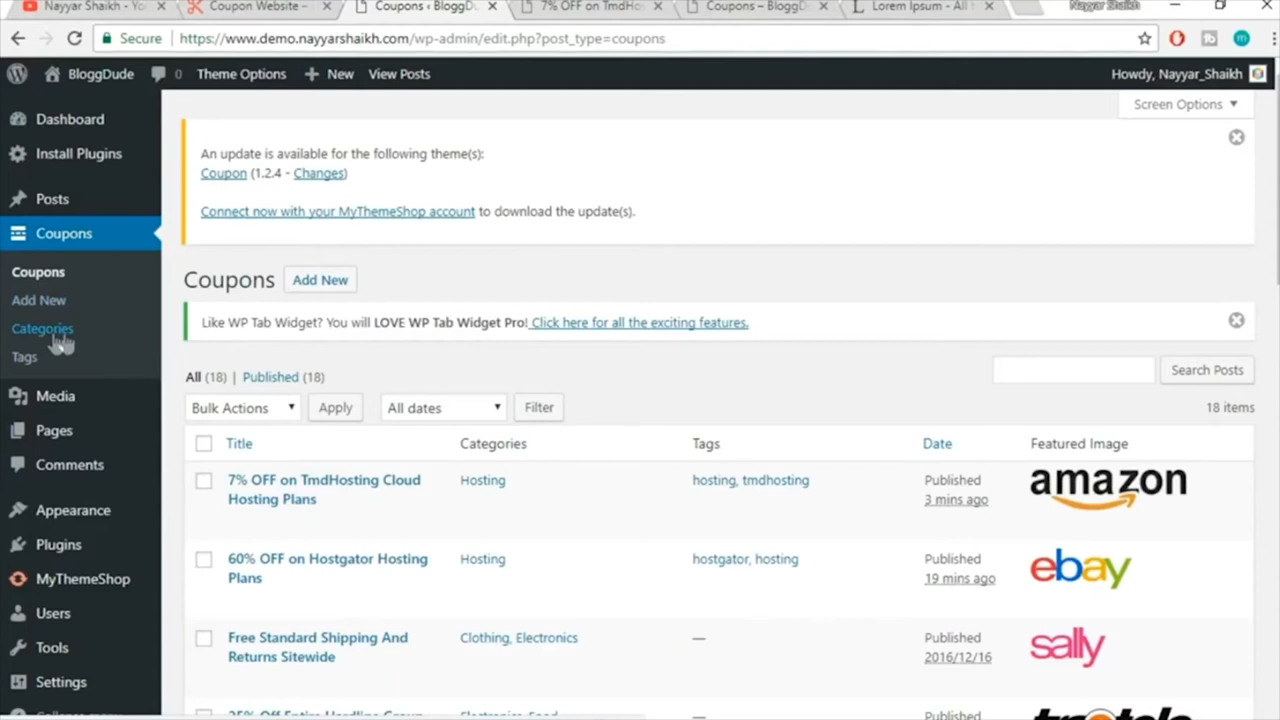 Nayyar Shaikh - Yo
Coupon Website –
Coupons ‹ BloggD
7% OFF on TmdHo
Coupons – BloggD
Lorem Ipsum - All
Nayyar Shaikh
Secure
https://www.demo.nayyarshaikh.com/wp-admin/edit.php?post_type=coupons
BloggDude
0
Theme Options
New
View Posts
Howdy, Nayyar_Shaikh
Screen Options
Dashboard
Install Plugins
Posts
Coupons
Coupons
Add New
Categories
Tags
Media
Pages
Comments
Appearance
Plugins
MyThemeShop
Users
Tools
Settings
An update is available for the following theme(s):
Coupon (1.2.4 - Changes)
Connect now with your MyThemeShop account to download the update(s).
Coupons
Add New
Like WP Tab Widget? You will LOVE WP Tab Widget Pro! Click here for all the exciting features.
All (18) | Published (18)
Search Posts
Bulk Actions
Apply
All dates
Filter
18 items
Title
Categories
Tags
Date
Featured Image
7% OFF on TmdHosting Cloud
Hosting Plans
Hosting
hosting, tmdhosting
Published
3 mins ago
amazon
60% OFF on Hostgator Hosting
Plans
Hosting
hostgator, hosting
Published
19 mins ago
ebay
Free Standard Shipping And
Returns Sitewide
Clothing, Electronics
—
Published
2016/12/16
sally
Electronics, Food
Published